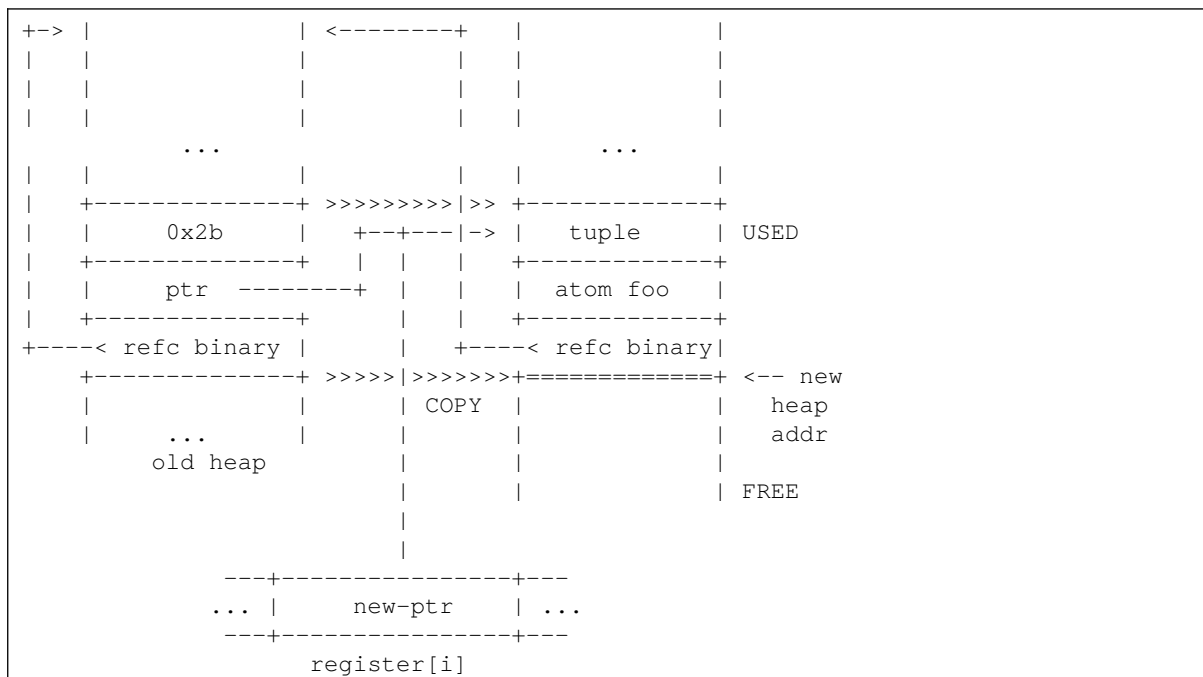 +-> |               | <--------+   |             |
|   |               |          |   |             |
|   |               |          |   |             |
|   |               |          |   |             |
           ...                           ...
|   |               |          | |             |
|   +--------------+ >>>>>>>>>|>> +-------------+
|   |     0x2b     |   +--+---|-> |    tuple    | USED
|   +--------------+   |  |   |   +-------------+
|   |     ptr  --------+  |   |   |  atom foo   |
|   +--------------+      |   |   +-------------+
+----< refc binary |      |   +----< refc binary|
    +--------------+ >>>>>|>>>>>>>+=============+ <-- new
    |              |      | COPY  |             |   heap
    |     ...      |      |       |             |   addr
        old heap          |       |             |
                          |       |             | FREE
                          |
                          |
              ---+----------------+---
             ... |     new-ptr    | ...
              ---+----------------+---
                    register[i]